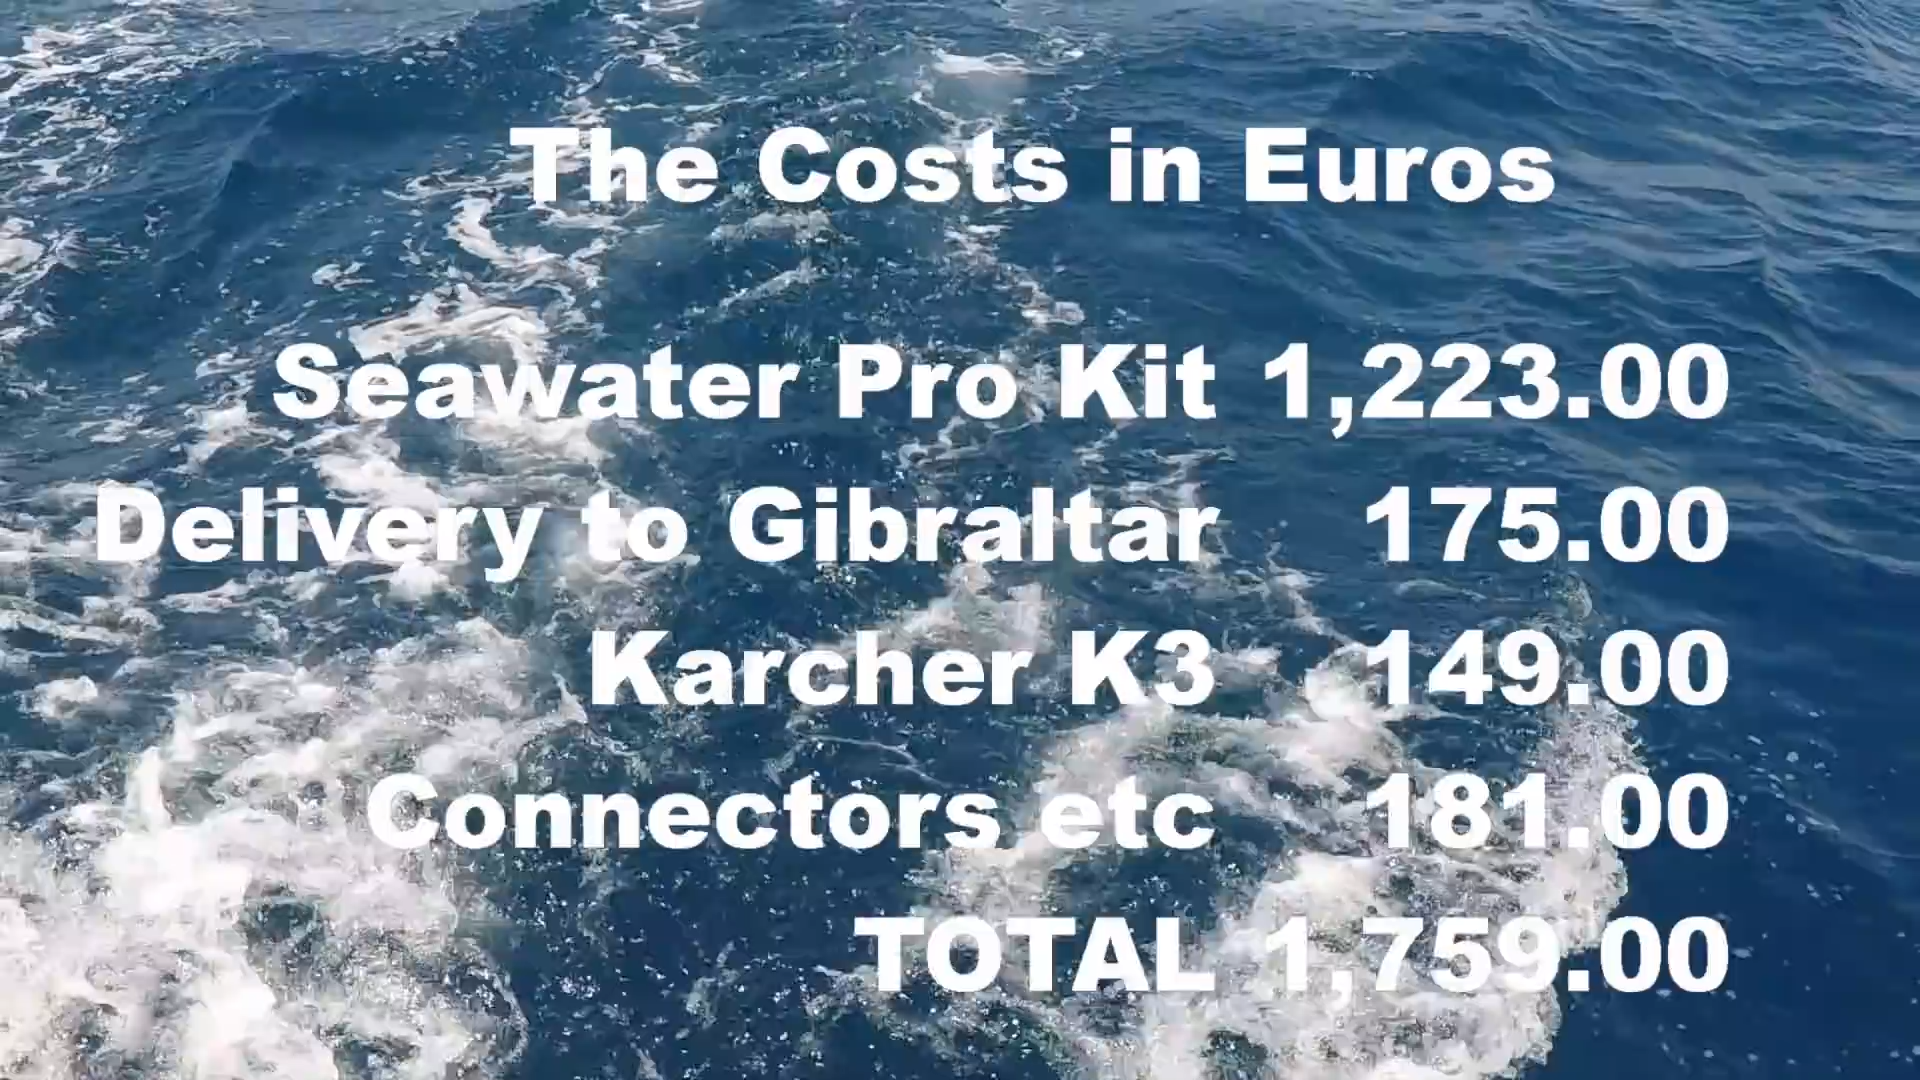 The Costs in Euros
Seawater Pro Kit 1,223.00
Delivery to Gibraltar 175.00
Karcher K3 149.00
Connectors etc 181.00
TOTAL 1,759.00